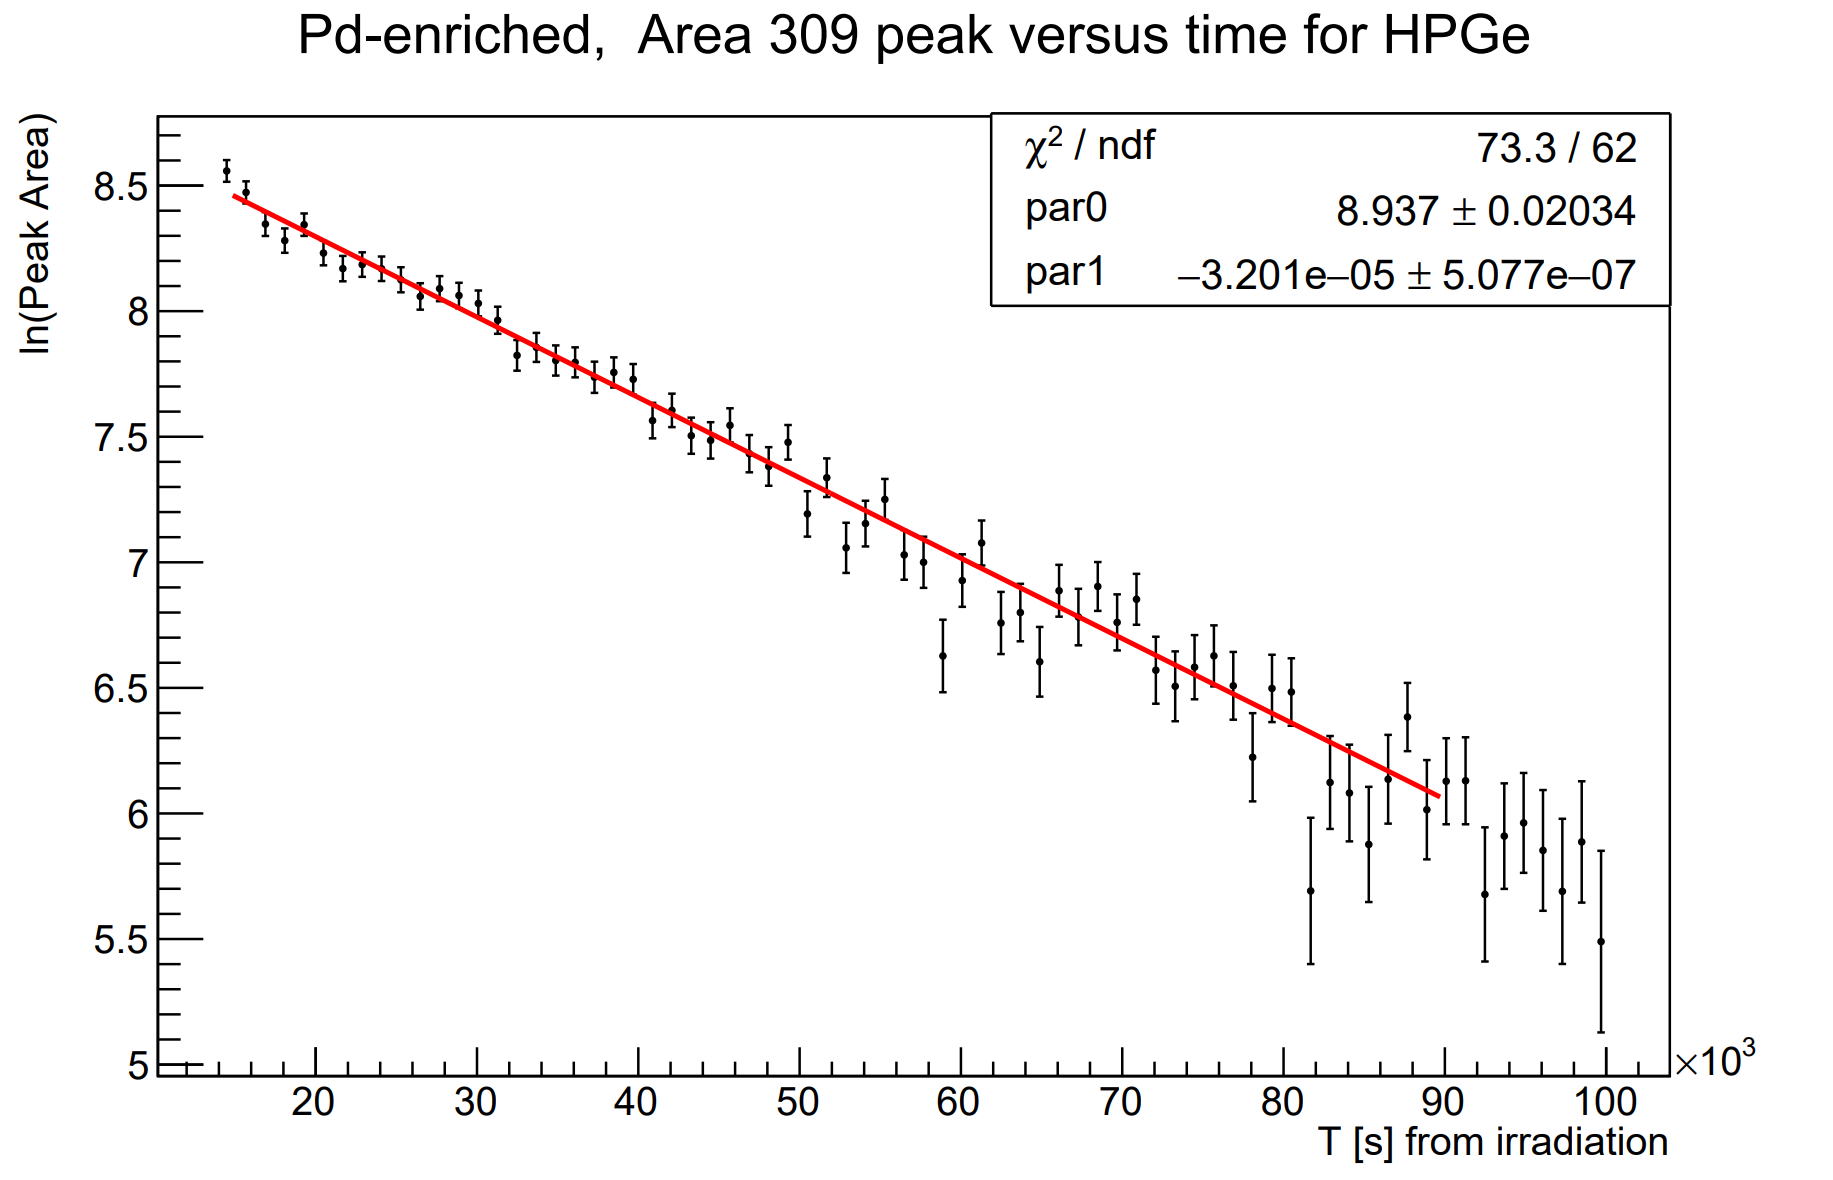 Pd-enriched,  Area 309 peak versus time for HPGe
ln(Peak Area)
χ² / ndf 73.3 / 62
par0 8.937 ± 0.02034
par1 −3.201e−05 ± 5.077e−07
8.5
8
7.5
7
6.5
6
5.5
5
20 30 40 50 60 70 80 90 100
×10³
T [s] from irradiation